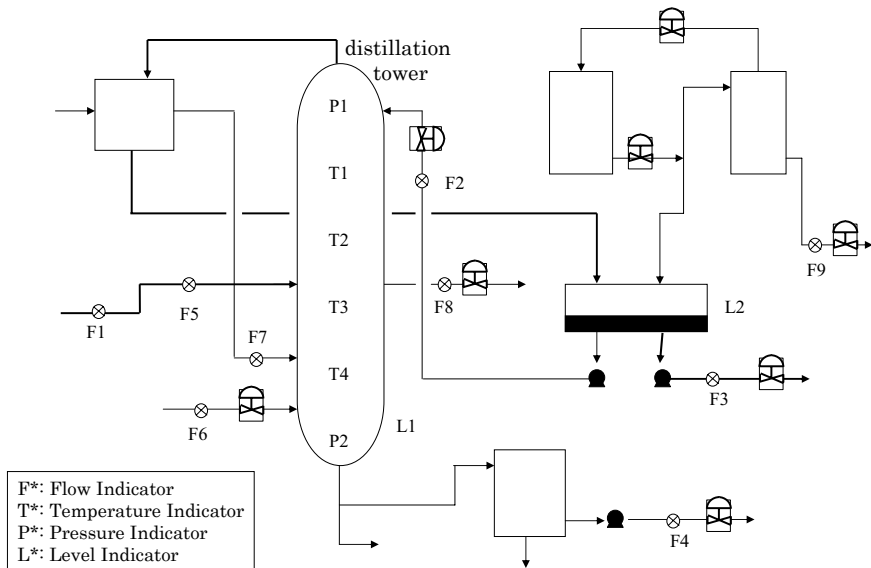 distillation
tower
P1
T1
F2
T2
F9
F8
F5
T3
L2
F1
F7
T4
F3
F6
L1
P2
F4
F*: Flow Indicator
T*: Temperature Indicator
P*: Pressure Indicator
L*: Level Indicator